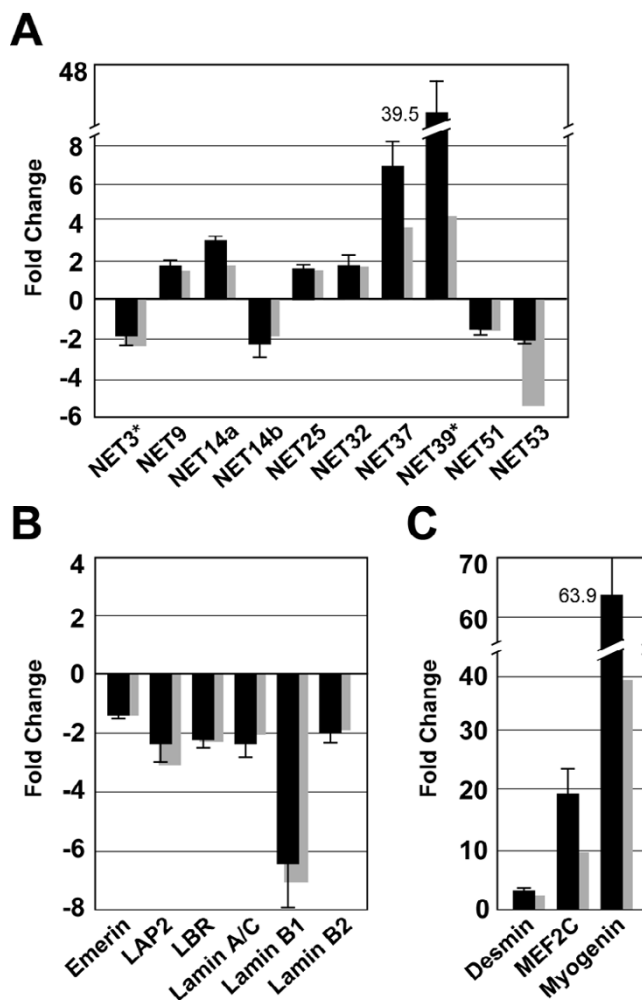 A
48
39.5
8
6
4
2
0
-2
-4
-6
Fold Change
NET3*
NET9
NET14a
NET14b
NET25
NET32
NET37
NET39*
NET51
NET53
B
4
2
0
-2
-4
-6
-8
Fold Change
Emerin
LAP2
LBR
Lamin A/C
Lamin B1
Lamin B2
C
70
63.9
60
40
30
20
10
0
Fold Change
Desmin
MEF2C
Myogenin